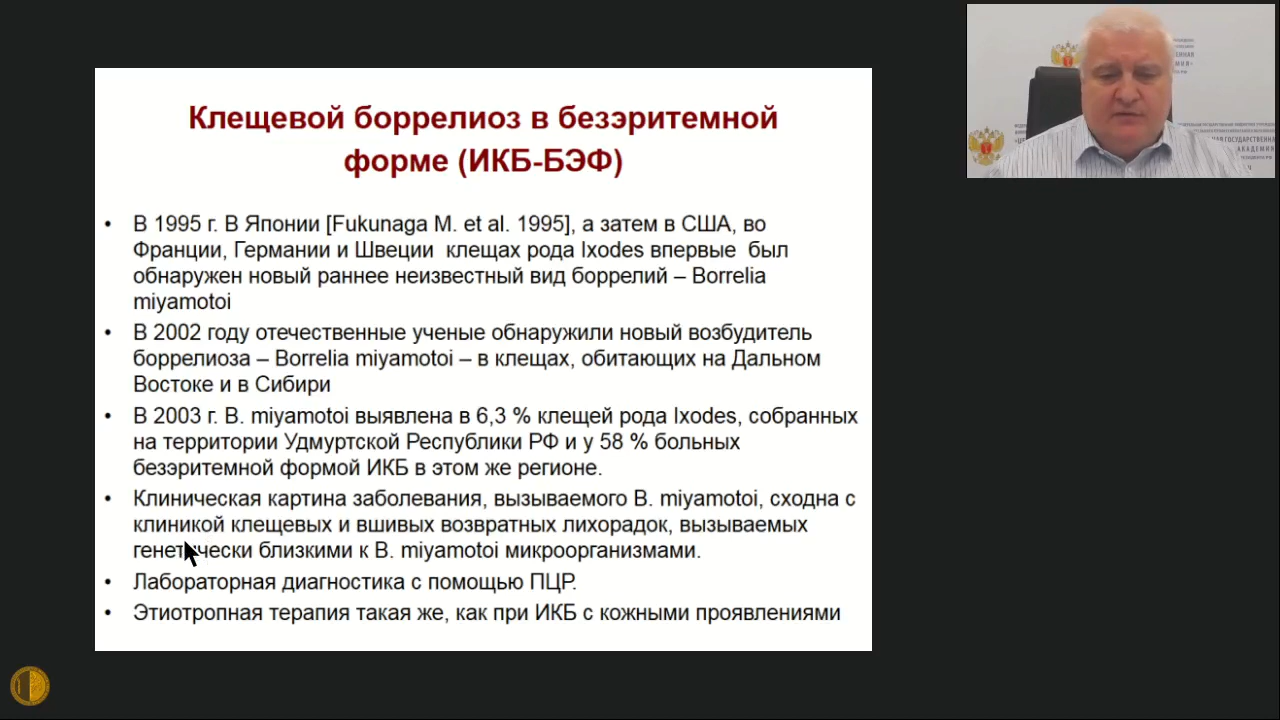 Клещевой боррелиоз в безэритемной
форме (ИКБ-БЭФ)
• В 1995 г. В Японии [Fukunaga M. et al. 1995], а затем в США, во
Франции, Германии и Швеции клещах рода Ixodes впервые был
обнаружен новый раннее неизвестный вид боррелий – Borrelia
miyamotoi
• В 2002 году отечественные ученые обнаружили новый возбудитель
боррелиоза – Borrelia miyamotoi – в клещах, обитающих на Дальном
Востоке и в Сибири
• В 2003 г. B. miyamotoi выявлена в 6,3 % клещей рода Ixodes, собранных
на территории Удмуртской Республики РФ и у 58 % больных
безэритемной формой ИКБ в этом же регионе.
• Клиническая картина заболевания, вызываемого B. miyamotoi, сходна с
клиникой клещевых и вшивых возвратных лихорадок, вызываемых
генетически близкими к B. miyamotoi микроорганизмами.
• Лабораторная диагностика с помощью ПЦР.
• Этиотропная терапия такая же, как при ИКБ с кожными проявлениями